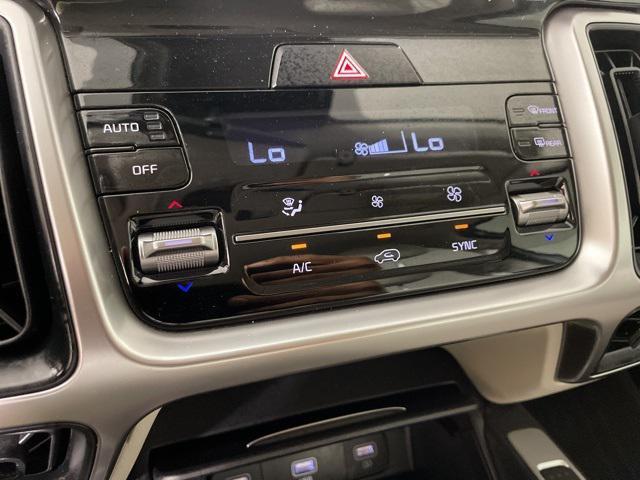 AUTO
FRONT
OFF
REAR
Lo
Lo
A/C
SYNC